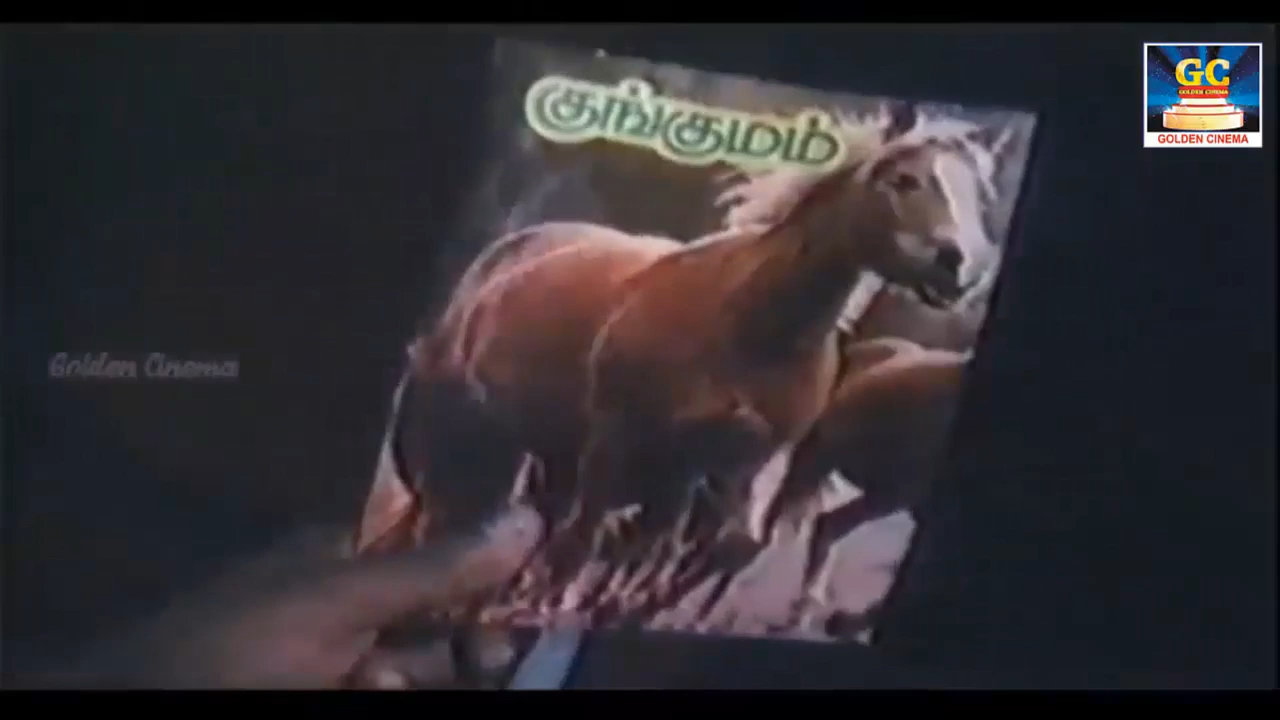 குங்குமம்
GC
GOLDEN CINEMA
GOLDEN CINEMA
Golden Cinema